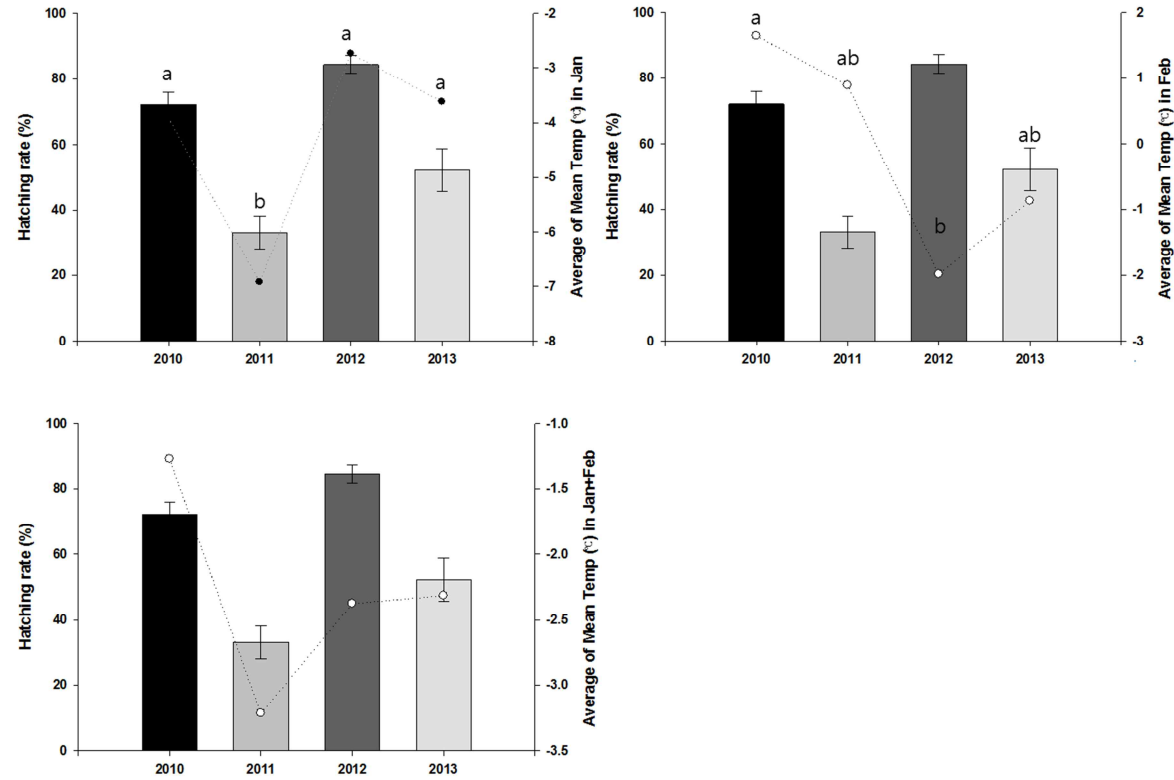 Hatching rate (%)
100
80
60
40
20
0
a
b
a
a
-2
-3
-4
-5
-6
-7
-8
Average of Mean Temp (℃) in Jan
2010 2011 2012 2013
Hatching rate (%)
100
80
60
40
20
0
a
ab
b
ab
2
1
0
-1
-2
-3
Average of Mean Temp (℃) in Feb
2010 2011 2012 2013
Hatching rate (%)
100
80
60
40
20
0
-1.0
-1.5
-2.0
-2.5
-3.0
-3.5
Average of Mean Temp (℃) in Jan+Feb
2010 2011 2012 2013